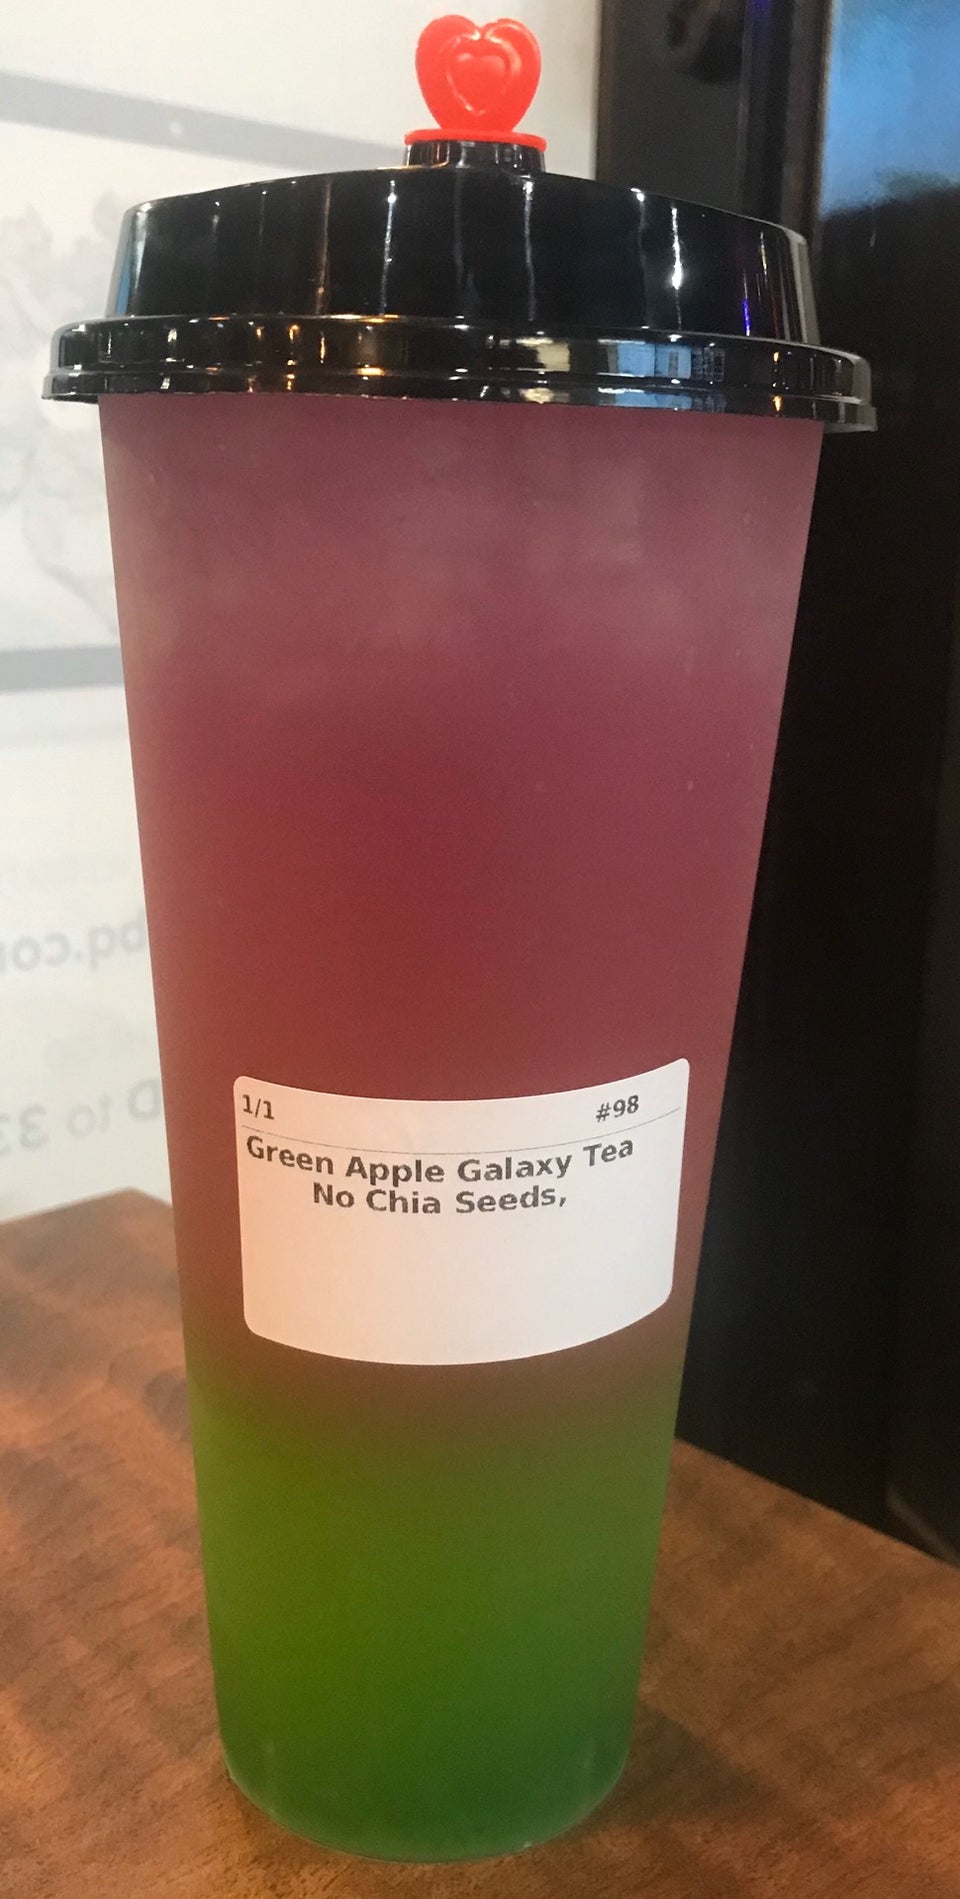 1/1 #98
Green Apple Galaxy Tea
No Chia Seeds,